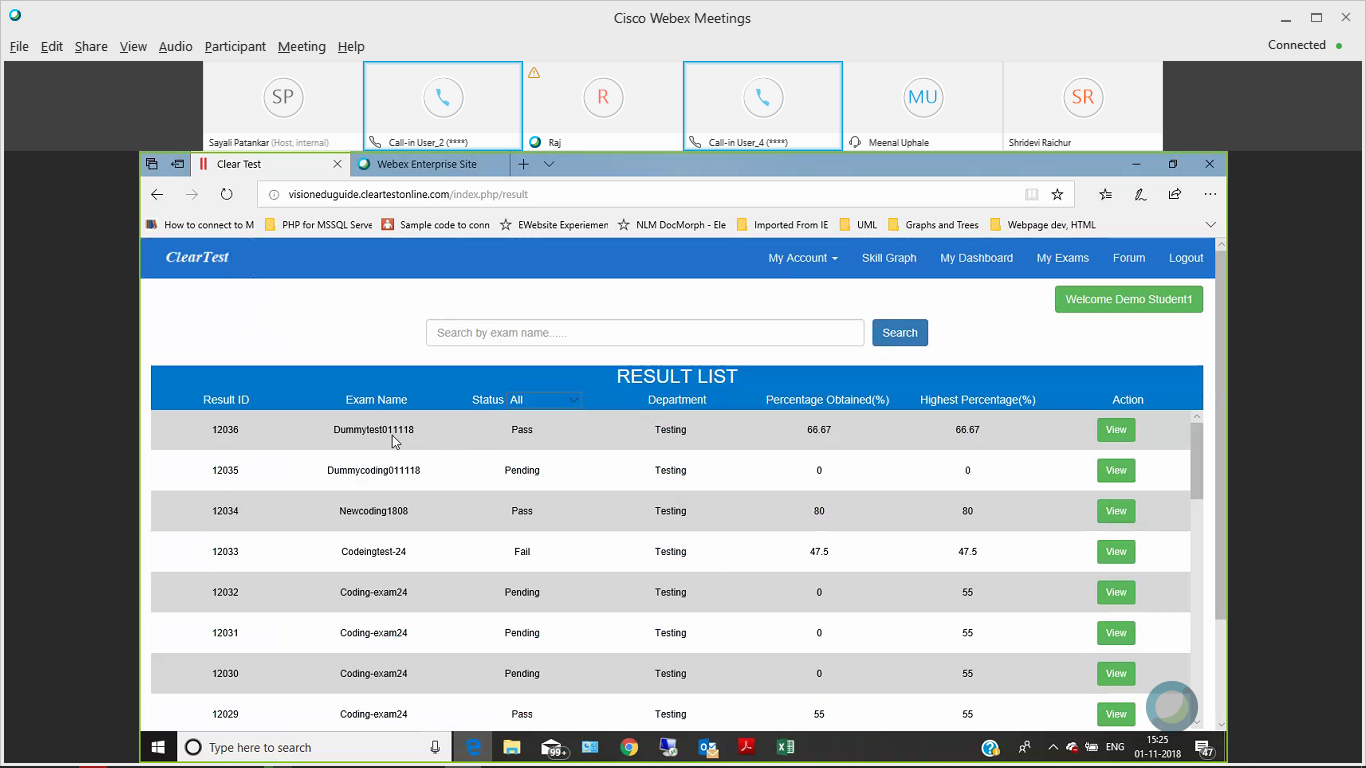 Cisco Webex Meetings
File Edit Share View Audio Participant Meeting Help
Connected
SP R MU SR
Sayali Patankar (Host, internal) Call-in User_2 (****) Raj Call-in User_4 (****) Meenal Uphale Shridevi Raichur
Clear Test Webex Enterprise Site
visioneduguide.cleartestonline.com/index.php/result
How to connect to M PHP for MSSQL Serve Sample code to conn EWebsite Experiemen NLM DocMorph - Ele Imported From IE UML Graphs and Trees Webpage dev, HTML
ClearTest My Account Skill Graph My Dashboard My Exams Forum Logout
Welcome Demo Student1
Search by exam name..... Search
RESULT LIST
Result ID Exam Name Status All Department Percentage Obtained(%) Highest Percentage(%) Action
12036 Dummytest011118 Pass Testing 66.67 66.67 View
12035 Dummycoding011118 Pending Testing 0 0 View
12034 Newcoding1808 Pass Testing 80 80 View
12033 Codeingtest-24 Fail Testing 47.5 47.5 View
12032 Coding-exam24 Pending Testing 0 55 View
12031 Coding-exam24 Pending Testing 0 55 View
12030 Coding-exam24 Pending Testing 0 55 View
12029 Coding-exam24 Pass Testing 55 55 View
Type here to search 99+ ENG 15:25 47
01-11-2018